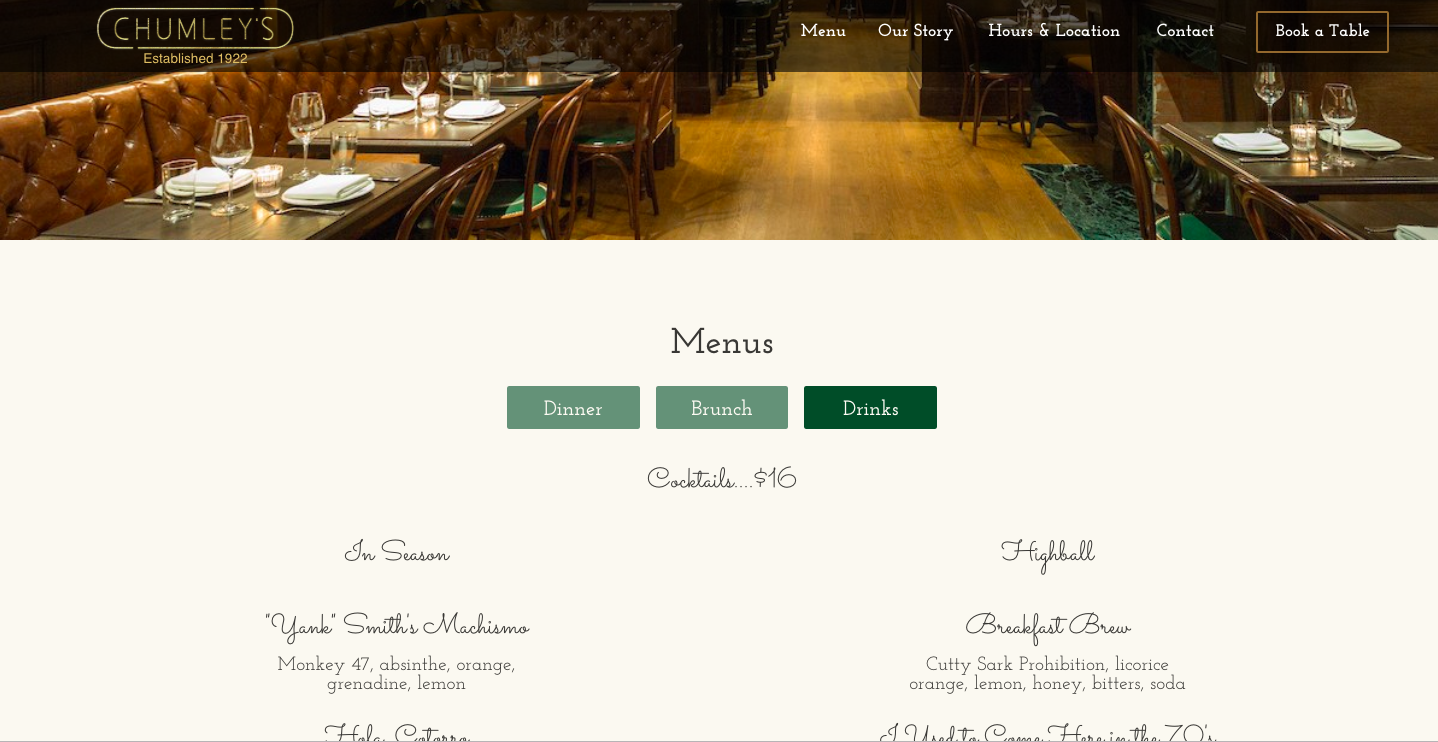 CHUMLEY'S
Established 1922
Menu Our Story Hours & Location Contact Book a Table
Menus
Dinner Brunch Drinks
Cocktails....$16
In Season
"Yank" Smith's Machismo
Monkey 47, absinthe, orange,
grenadine, lemon
Hola, Cotorro
Highball
Breakfast Brew
Cutty Sark Prohibition, licorice
orange, lemon, honey, bitters, soda
I Used to Come Here in the 70's